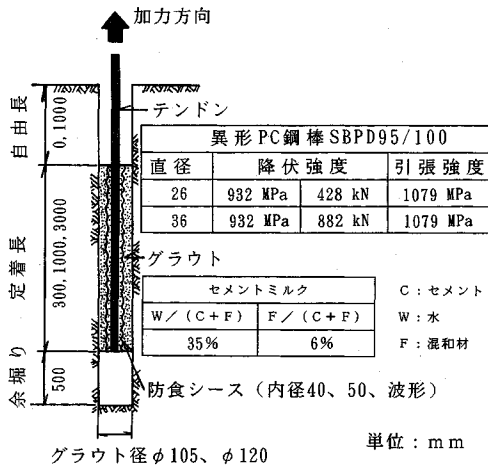 加力方向
テンドン
自由長
0,1000
異形PC鋼棒SBPD95/100
直径 降伏強度 引張強度
26 932 MPa 428 kN 1079 MPa
36 932 MPa 882 kN 1079 MPa
定着長
300,1000,3000
グラウト
セメントミルク
W/(C+F) F/(C+F)
35% 6%
C:セメント
W:水
F:混和材
余堀り
500
防食シース(内径40、50、波形)
グラウト径φ105、φ120
単位:mm